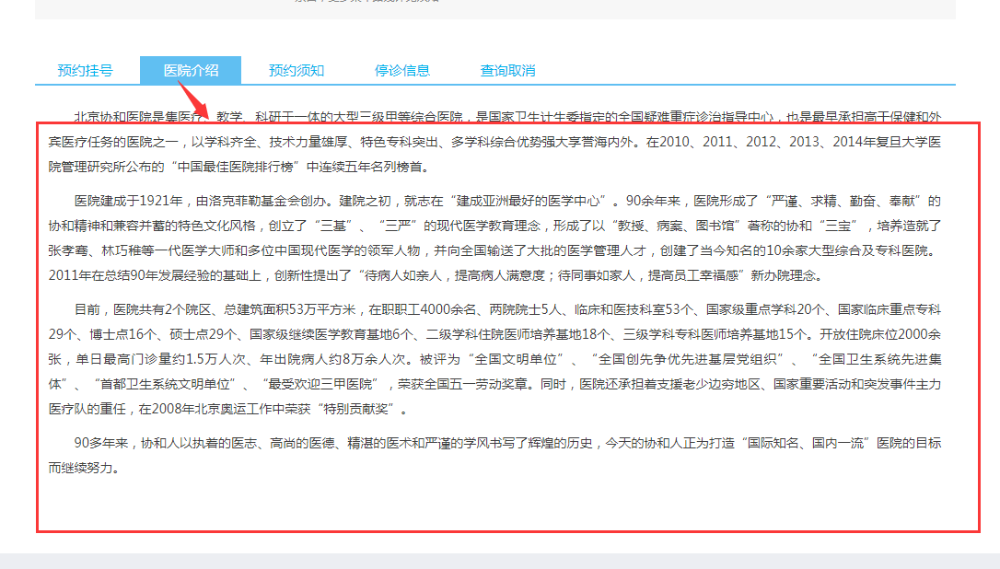 预约挂号 医院介绍 预约须知 停诊信息 查询取消
北京协和医院是集医疗、教学、科研于一体的大型三级甲等综合医院，是国家卫生计生委指定的全国疑难重症诊治指导中心，也是最早承担高干保健和外
宾医疗任务的医院之一，以学科齐全、技术力量雄厚、特色专科突出、多学科综合优势强大享誉海内外。在2010、2011、2012、2013、2014年复旦大学医
院管理研究所公布的“中国最佳医院排行榜”中连续五年名列榜首。
医院建成于1921年，由洛克菲勒基金会创办。建院之初，就志在“建成亚洲最好的医学中心”。90余年来，医院形成了“严谨、求精、勤奋、奉献”的
协和精神和兼容并蓄的特色文化风格，创立了“三基”、“三严”的现代医学教育理念，形成了以“教授、病案、图书馆”著称的协和“三宝”，培养造就了
张孝骞、林巧稚等一代医学大师和多位中国现代医学的领军人物，并向全国输送了大批的医学管理人才，创建了当今知名的10余家大型综合及专科医院。
2011年在总结90年发展经验的基础上，创新性提出了“待病人如亲人，提高病人满意度；待同事如家人，提高员工幸福感”新办院理念。
目前，医院共有2个院区、总建筑面积53万平方米，在职职工4000余名、两院院士5人、临床和医技科室53个、国家级重点学科20个、国家临床重点专科
29个、博士点16个、硕士点29个、国家级继续医学教育基地6个、二级学科住院医师培养基地18个、三级学科专科医师培养基地15个。开放住院床位2000余
张，单日最高门诊量约1.5万人次、年出院病人约8万余人次。被评为“全国文明单位”、“全国创先争优先进基层党组织”、“全国卫生系统先进集
体”、“首都卫生系统文明单位”、“最受欢迎三甲医院”，荣获全国五一劳动奖章。同时，医院还承担着支援老少边穷地区、国家重要活动和突发事件主力
医疗队的重任，在2008年北京奥运工作中荣获“特别贡献奖”。
90多年来，协和人以执着的医志、高尚的医德、精湛的医术和严谨的学风书写了辉煌的历史，今天的协和人正为打造“国际知名、国内一流”医院的目标
而继续努力。